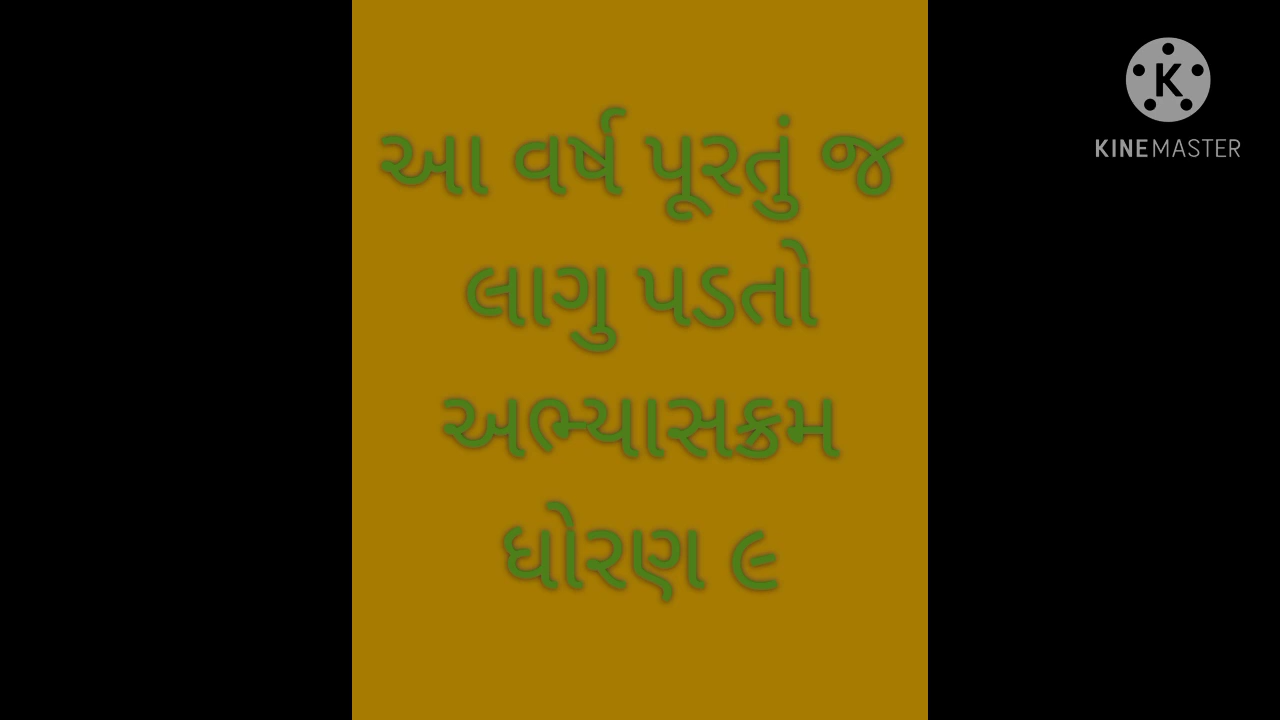 આ વર્ષ પૂરતું જ
લાગુ પડતો
અભ્યાસક્રમ
ધોરણ ૯
K
KINEMASTER